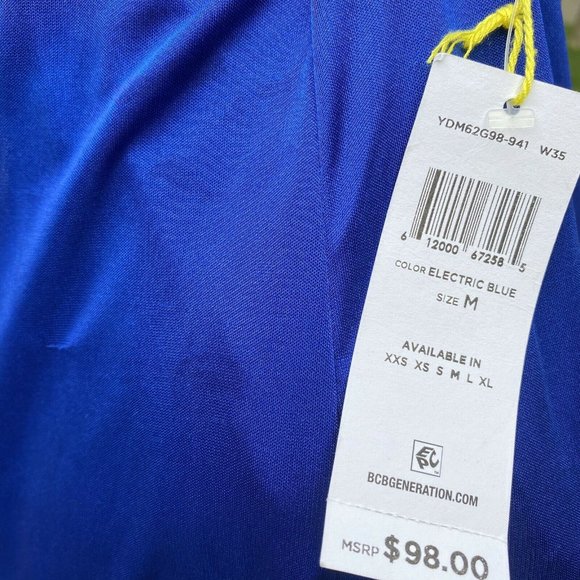 YDM62G98-941 W35
6 12000 67258 5
COLOR ELECTRIC BLUE
SIZE M
AVAILABLE IN
XXS XS S M L XL
BCBGENERATION.COM
MSRP $98.00